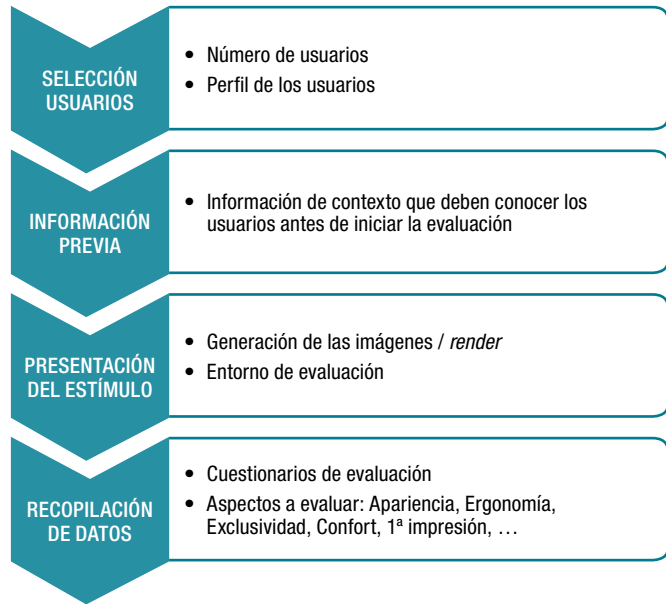 SELECCIÓN
USUARIOS
• Número de usuarios
• Perfil de los usuarios
INFORMACIÓN
PREVIA
• Información de contexto que deben conocer los
usuarios antes de iniciar la evaluación
PRESENTACIÓN
DEL ESTÍMULO
• Generación de las imágenes / render
• Entorno de evaluación
RECOPILACIÓN
DE DATOS
• Cuestionarios de evaluación
• Aspectos a evaluar: Apariencia, Ergonomía,
Exclusividad, Confort, 1ª impresión, …